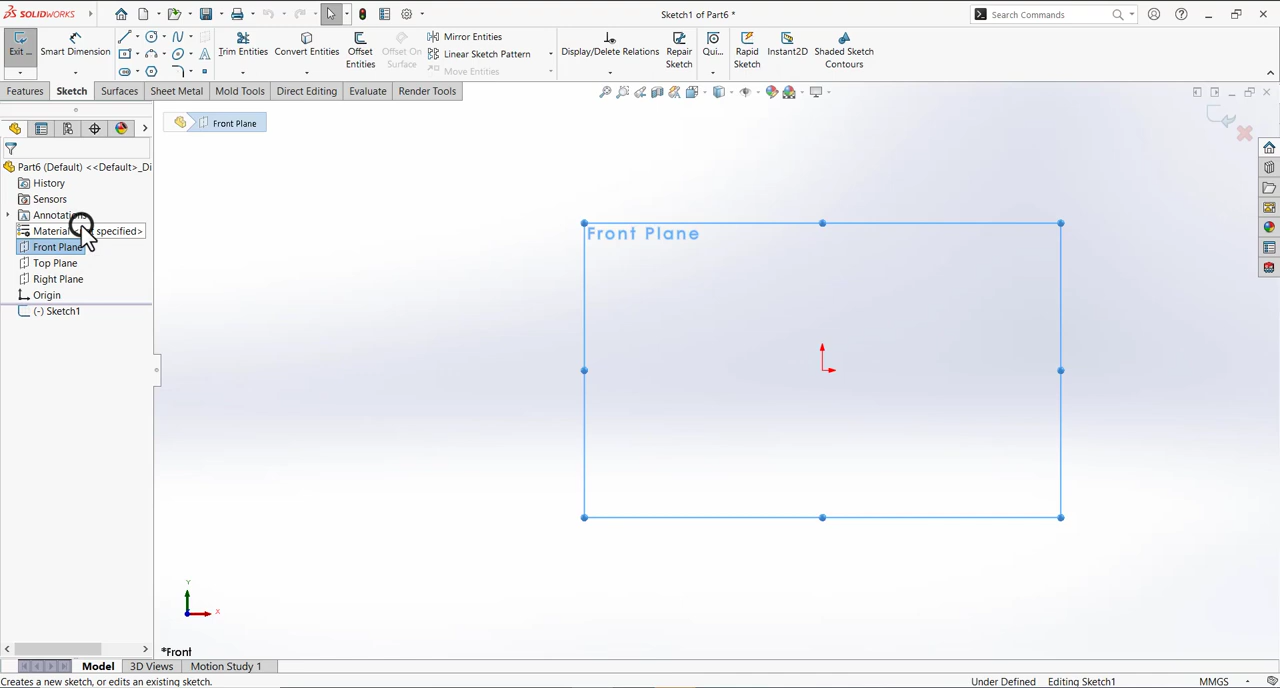 SOLIDWORKS
Sketch1 of Part6 *
Search Commands
Exit ...
Smart Dimension
Trim Entities
Convert Entities
Offset Entities
Offset On Surface
Mirror Entities
Linear Sketch Pattern
Move Entities
Display/Delete Relations
Repair Sketch
Qui...
Rapid Sketch
Instant2D
Shaded Sketch Contours
Features
Sketch
Surfaces
Sheet Metal
Mold Tools
Direct Editing
Evaluate
Render Tools
Front Plane
Part6 (Default) <<Default>_Di
History
Sensors
Annotations
Material specified>
Front Plane
Top Plane
Right Plane
Origin
(-) Sketch1
Front Plane
Y
X
*Front
Model
3D Views
Motion Study 1
Creates a new sketch, or edits an existing sketch.
Under Defined
Editing Sketch1
MMGS